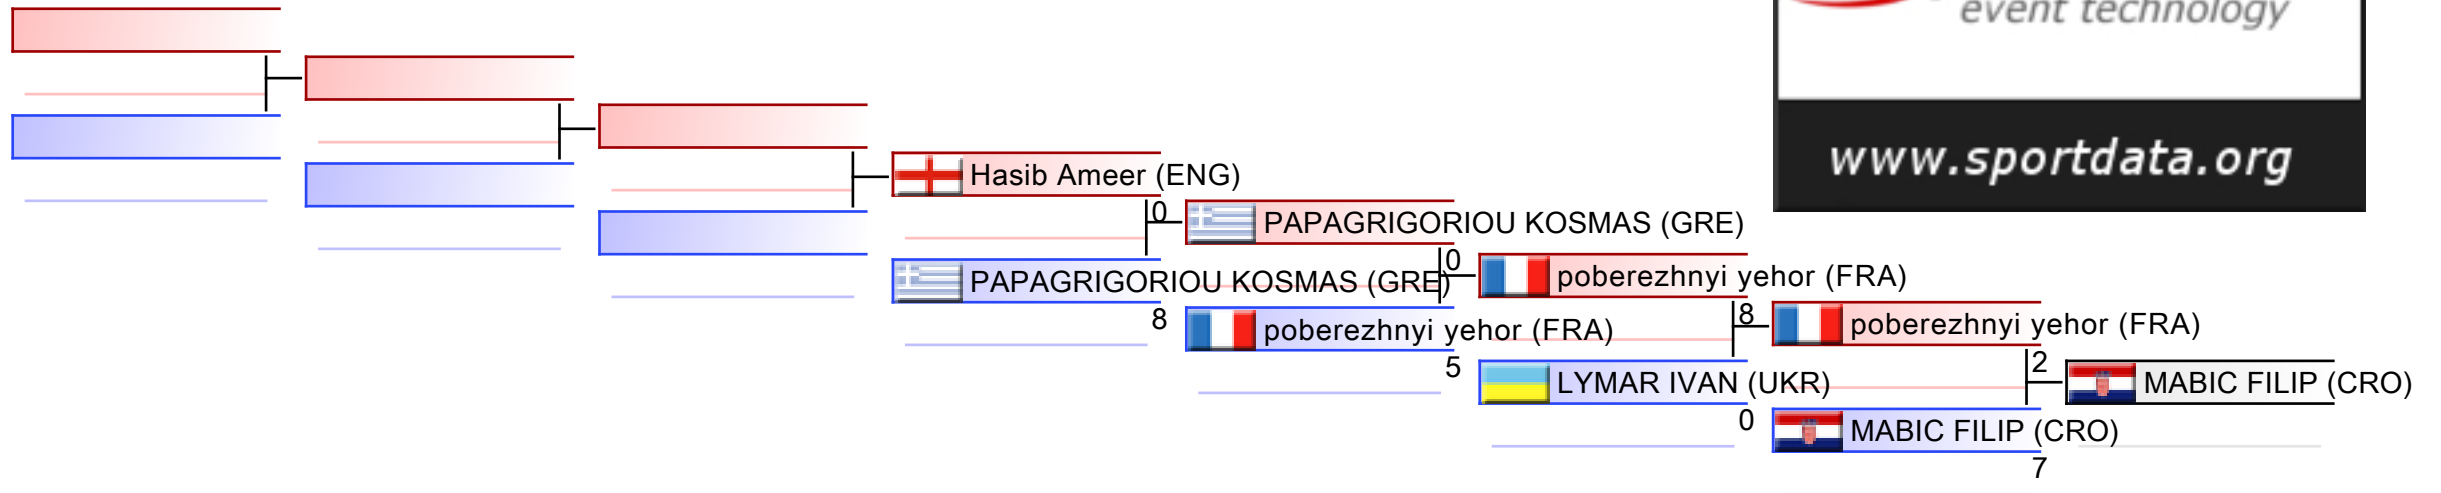 event technology
www.sportdata.org
Hasib Ameer (ENG)
0
PAPAGRIGORIOU KOSMAS (GRE)
PAPAGRIGORIOU KOSMAS (GRE)
8
0
poberezhnyi yehor (FRA)
poberezhnyi yehor (FRA)
5
8
poberezhnyi yehor (FRA)
LYMAR IVAN (UKR)
0
2
MABIC FILIP (CRO)
MABIC FILIP (CRO)
7